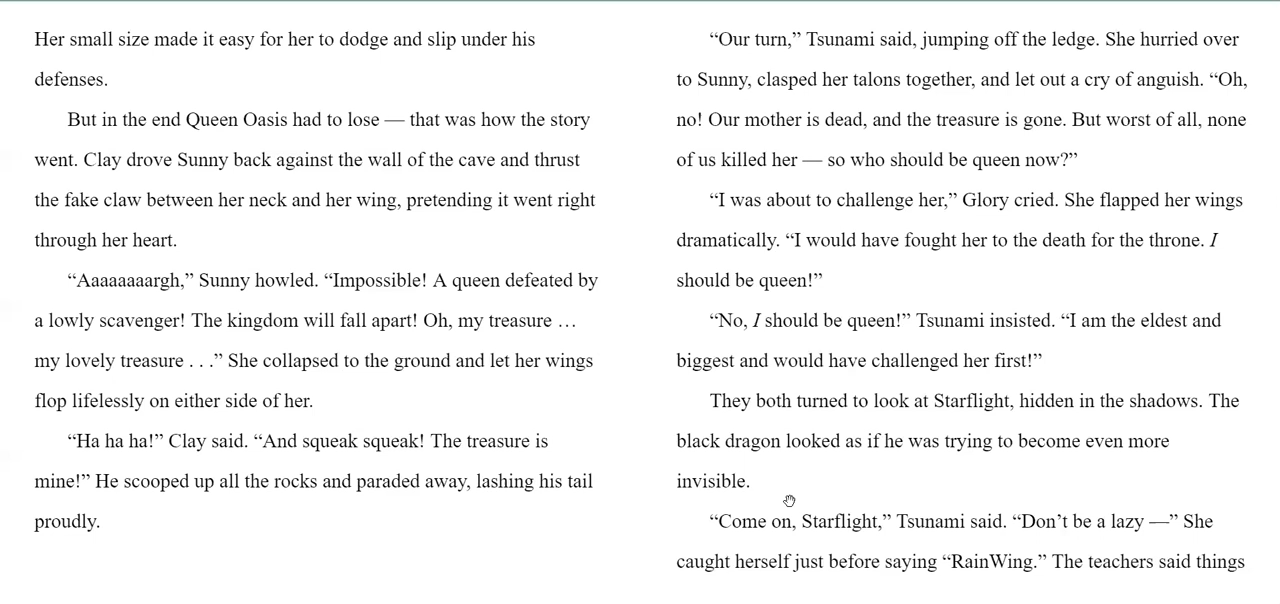 Her small size made it easy for her to dodge and slip under his
defenses.
But in the end Queen Oasis had to lose — that was how the story
went. Clay drove Sunny back against the wall of the cave and thrust
the fake claw between her neck and her wing, pretending it went right
through her heart.
“Aaaaaaaargh,” Sunny howled. “Impossible! A queen defeated by
a lowly scavenger! The kingdom will fall apart! Oh, my treasure …
my lovely treasure . . .” She collapsed to the ground and let her wings
flop lifelessly on either side of her.
“Ha ha ha!” Clay said. “And squeak squeak! The treasure is
mine!” He scooped up all the rocks and paraded away, lashing his tail
proudly.
“Our turn,” Tsunami said, jumping off the ledge. She hurried over
to Sunny, clasped her talons together, and let out a cry of anguish. “Oh,
no! Our mother is dead, and the treasure is gone. But worst of all, none
of us killed her — so who should be queen now?”
“I was about to challenge her,” Glory cried. She flapped her wings
dramatically. “I would have fought her to the death for the throne. I
should be queen!”
“No, I should be queen!” Tsunami insisted. “I am the eldest and
biggest and would have challenged her first!”
They both turned to look at Starflight, hidden in the shadows. The
black dragon looked as if he was trying to become even more
invisible.
“Come on, Starflight,” Tsunami said. “Don’t be a lazy —” She
caught herself just before saying “RainWing.” The teachers said things